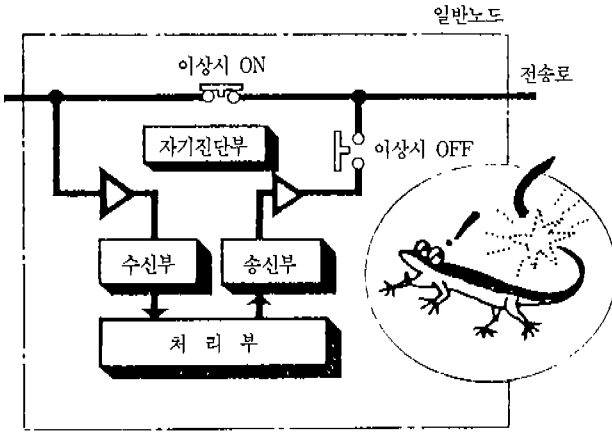 일반노드
이상시 ON
전송로
자기진단부
이상시 OFF
수신부
송신부
처 리 부